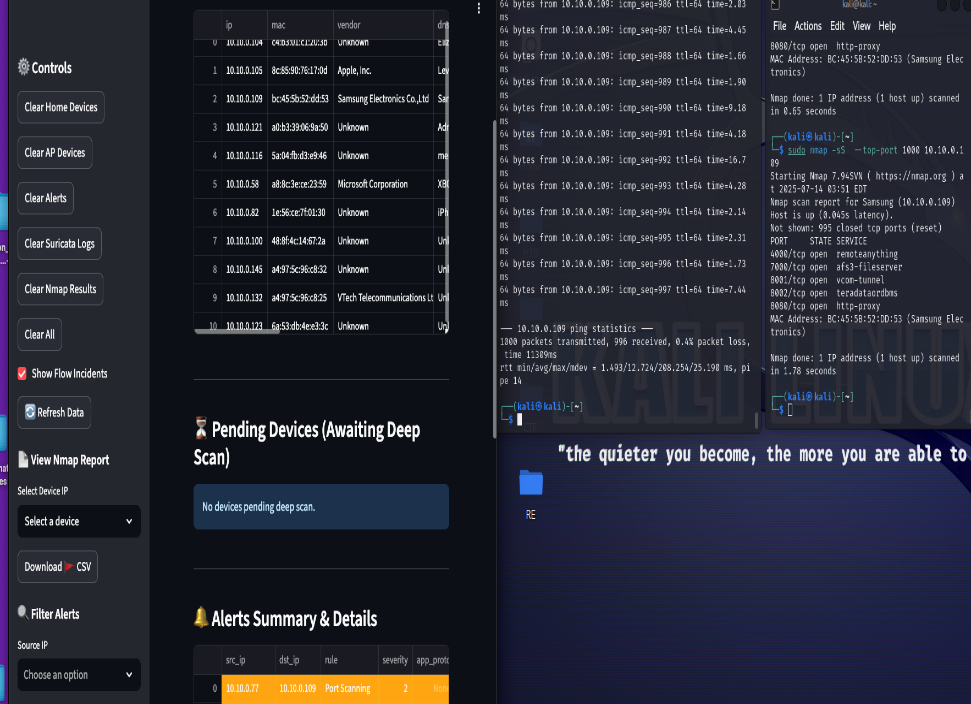 Controls
Clear Home Devices
Clear AP Devices
Clear Alerts
Clear Suricata Logs
Clear Nmap Results
Clear All
Show Flow Incidents
Refresh Data
View Nmap Report
Select Device IP
Select a device
Download CSV
Filter Alerts
Source IP
Choose an option
ip mac vendor
0 10.10.0.104 c4:b3:01:c1:20:3b Unknown
1 10.10.0.105 8c:85:90:76:17:0d Apple, Inc. Lev
2 10.10.0.109 bc:45:5b:52:dd:53 Samsung Electronics Co.,Ltd Sar
3 10.10.0.121 a0:b3:39:06:9a:50 Unknown Adr
4 10.10.0.116 5a:04:fb:d3:e9:46 Unknown me
5 10.10.0.58 a8:8c:3e:ce:23:59 Microsoft Corporation XBC
6 10.10.0.82 1e:56:ce:7f:01:30 Unknown iPh
7 10.10.0.100 48:8f:4c:14:67:2a Unknown Unl
8 10.10.0.145 a4:97:5c:96:c8:32 Unknown Unl
9 10.10.0.132 a4:97:5c:96:c8:25 VTech Telecommunications Lt Unl
10 10.10.0.123 6a:53:db:4e:e3:3c Unknown
Pending Devices (Awaiting Deep
Scan)
No devices pending deep scan.
Alerts Summary & Details
src_ip dst_ip rule severity app_proto
0 10.10.0.77 10.10.0.109 Port Scanning 2 None
64 bytes from 10.10.0.109: icmp_seq=986 ttl=64 time=2.03
ms
64 bytes from 10.10.0.109: icmp_seq=987 ttl=64 time=4.45
ms
64 bytes from 10.10.0.109: icmp_seq=988 ttl=64 time=1.66
ms
64 bytes from 10.10.0.109: icmp_seq=989 ttl=64 time=1.90
ms
64 bytes from 10.10.0.109: icmp_seq=990 ttl=64 time=9.18
ms
64 bytes from 10.10.0.109: icmp_seq=991 ttl=64 time=4.18
ms
64 bytes from 10.10.0.109: icmp_seq=992 ttl=64 time=16.7
ms
64 bytes from 10.10.0.109: icmp_seq=993 ttl=64 time=4.28
ms
64 bytes from 10.10.0.109: icmp_seq=994 ttl=64 time=2.14
ms
64 bytes from 10.10.0.109: icmp_seq=995 ttl=64 time=2.31
ms
64 bytes from 10.10.0.109: icmp_seq=996 ttl=64 time=1.73
ms
64 bytes from 10.10.0.109: icmp_seq=997 ttl=64 time=7.44
ms
--- 10.10.0.109 ping statistics ---
1000 packets transmitted, 996 received, 0.4% packet loss,
time 11309ms
rtt min/avg/max/mdev = 1.493/12.724/208.254/25.190 ms, pi
pe 14
(kali㉿kali)-[~]
$
kali@kali: ~
File Actions Edit View Help
8080/tcp open http-proxy
MAC Address: BC:45:5B:52:DD:53 (Samsung Elec
tronics)
Nmap done: 1 IP address (1 host up) scanned
in 0.65 seconds
(kali㉿kali)-[~]
$ sudo nmap -sS --top-port 1000 10.10.0.1
09
Starting Nmap 7.94SVN ( https://nmap.org ) a
t 2025-07-14 03:51 EDT
Nmap scan report for Samsung (10.10.0.109)
Host is up (0.045s latency).
Not shown: 995 closed tcp ports (reset)
PORT STATE SERVICE
4000/tcp open remoteanything
7000/tcp open afs3-fileserver
8001/tcp open vcom-tunnel
8002/tcp open teradataordbms
8080/tcp open http-proxy
MAC Address: BC:45:5B:52:DD:53 (Samsung Elec
tronics)
Nmap done: 1 IP address (1 host up) scanned
in 1.78 seconds
(kali㉿kali)-[~]
$
KALI LINUX
"the quieter you become, the more you are able to
RE